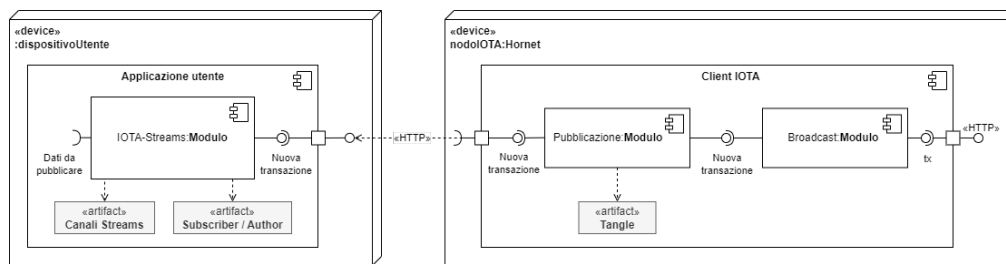 «device»
:dispositivoUtente
Applicazione utente
IOTA-Streams:Modulo
Dati da
pubblicare
Nuova
transazione
«artifact»
Canali Streams
«artifact»
Subscriber / Author
«HTTP»
«device»
nodoIOTA:Hornet
Client IOTA
Nuova
transazione
Pubblicazione:Modulo
Nuova
transazione
Broadcast:Modulo
tx
«HTTP»
«artifact»
Tangle